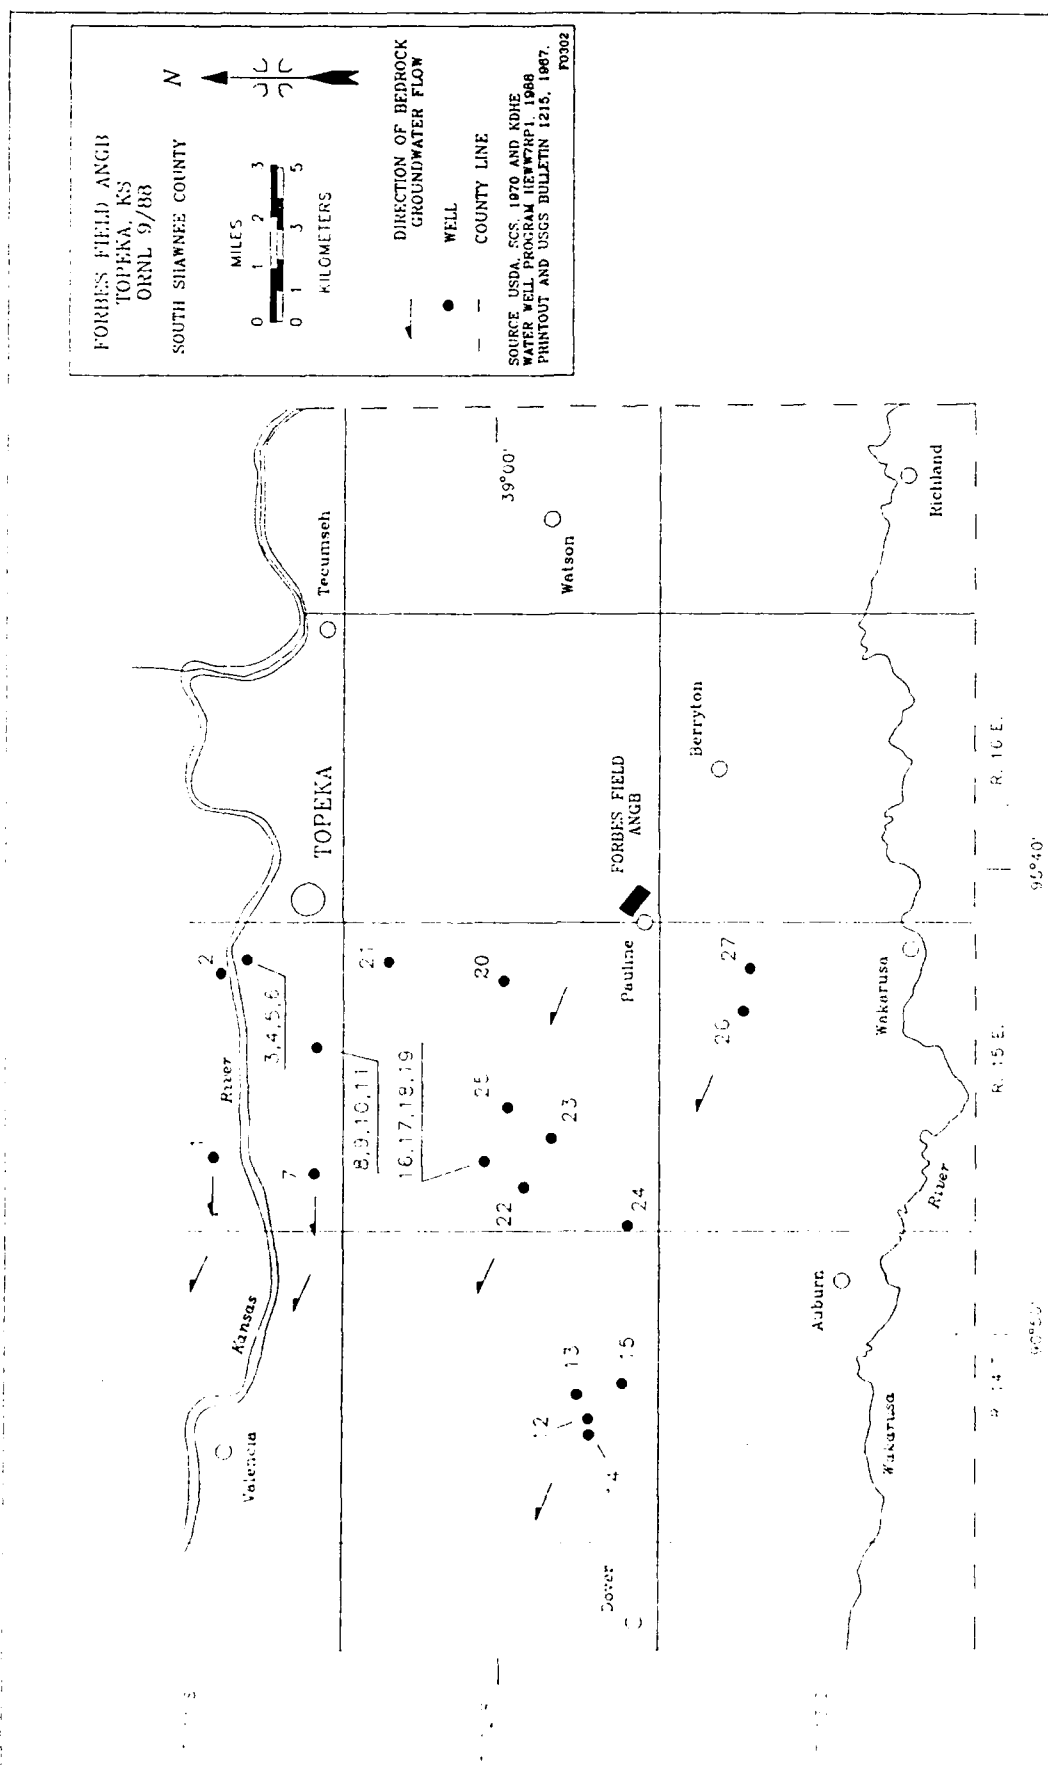 FORBES FIELD ANGB
TOPEKA, KS
ORNL 9/88
SOUTH SHAWNEE COUNTY
N
MILES
0 1 2 3
0 1 3 5
KILOMETERS
DIRECTION OF BEDROCK
GROUNDWATER FLOW
WELL
COUNTY LINE
SOURCE USDA, SCS, 1970 AND KDHE
WATER WELL PROGRAM
PRINTOUT AND USGS BULLETIN 1215, 1967.
F0302
Valencia
Kansas
River
1
2
3,4,5,6
7
8,9,10,11
TOPEKA
Tecumseh
21
16,17,18,19
20
25
22
23
24
39°00'
Watson
12
13
14
15
Dover
Pauline
FORBES FIELD
ANGB
Berryton
26
27
Auburn
Wakarusa
River
Wakarusa
Richland
R. 15 E.
R. 16 E.
95°40'